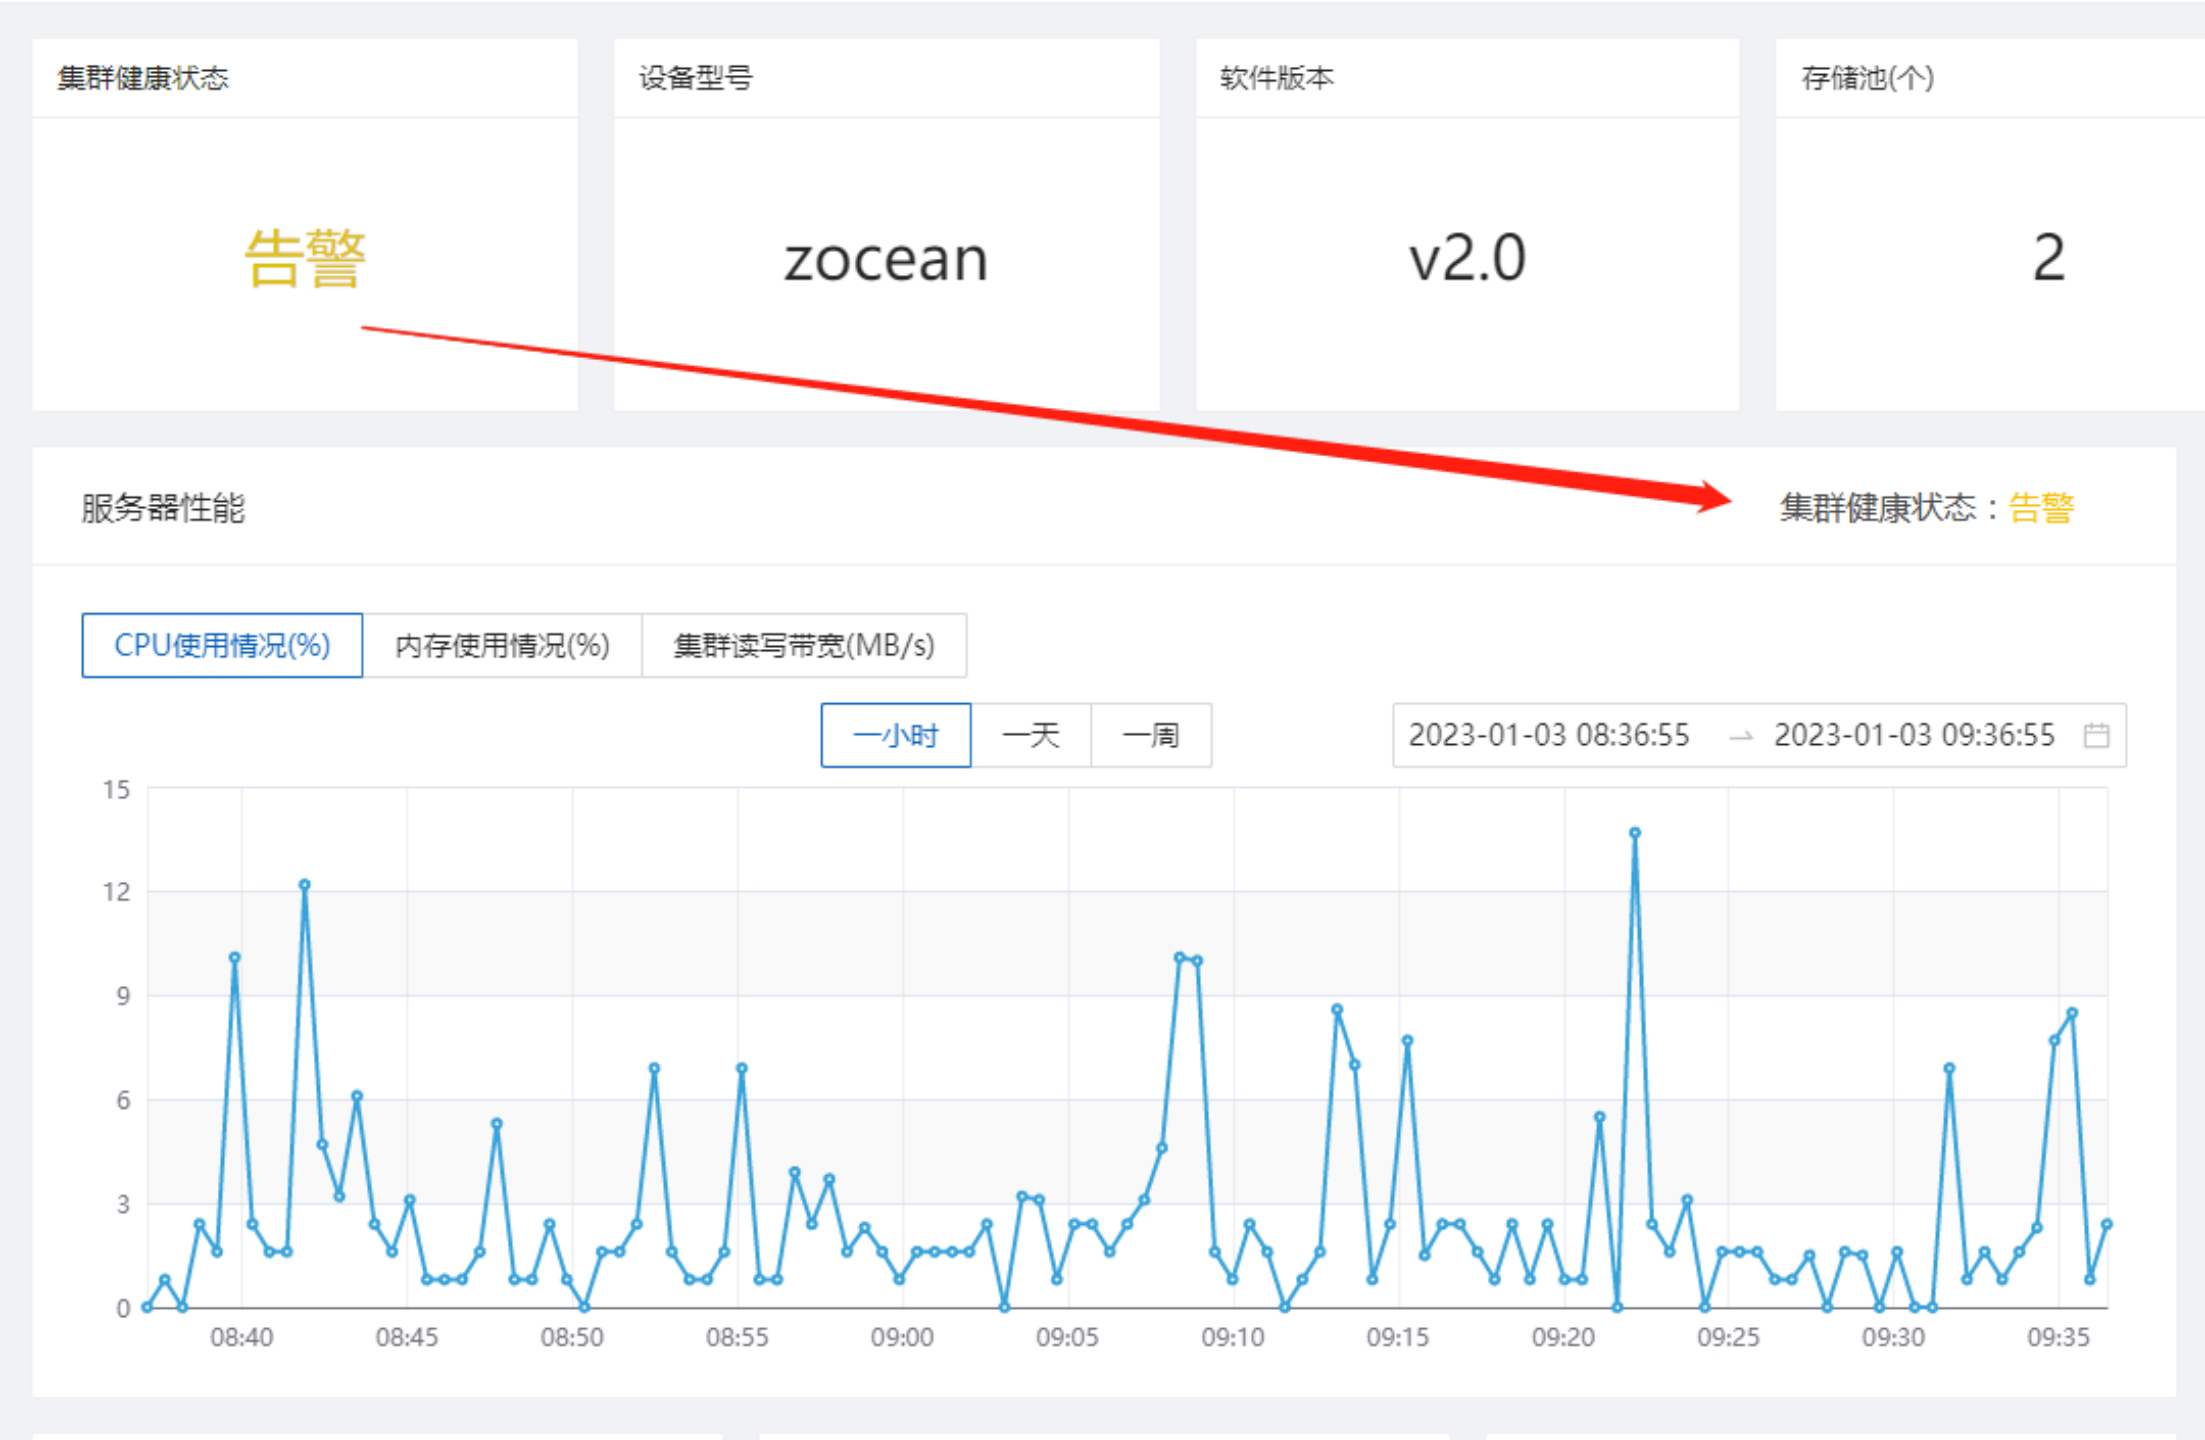 集群健康状态
设备型号
软件版本
存储池(个)
告警
zocean
v2.0
2
服务器性能
集群健康状态：告警
CPU使用情况(%)
内存使用情况(%)
集群读写带宽(MB/s)
一小时
一天
一周
2023-01-03 08:36:55 → 2023-01-03 09:36:55
15
12
9
6
3
0
08:40 08:45 08:50 08:55 09:00 09:05 09:10 09:15 09:20 09:25 09:30 09:35